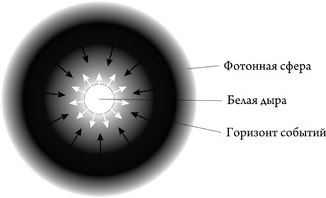 Фотонная сфера
Белая дыра
Горизонт событий